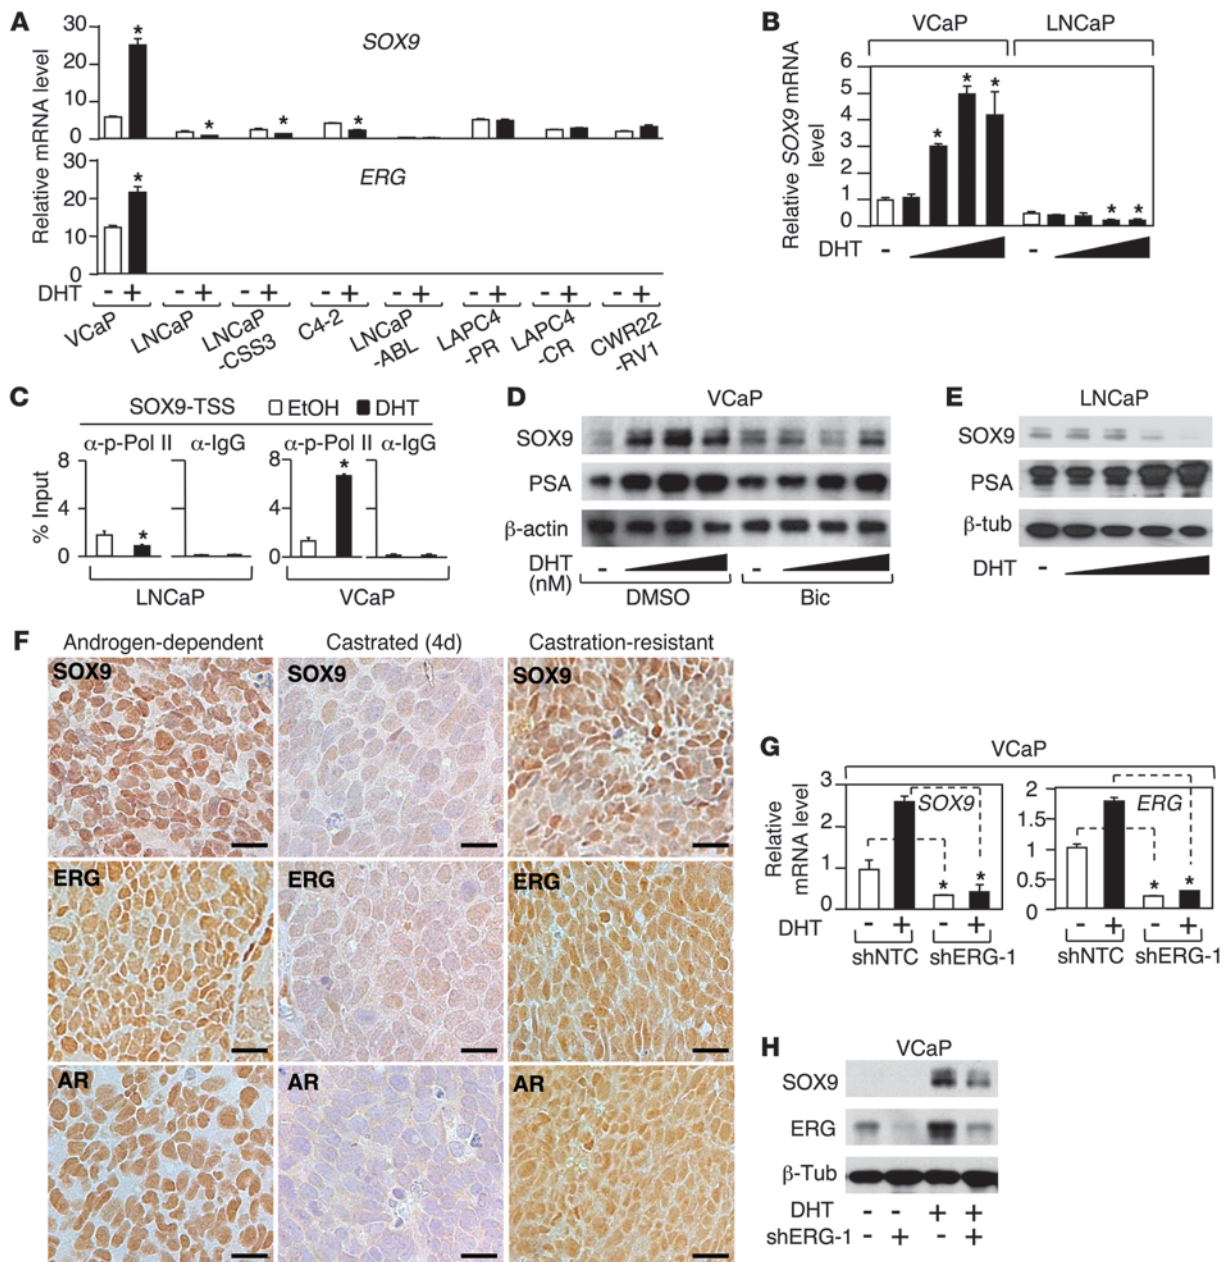 A
SOX9
Relative mRNA level
30
20
10
0
ERG
30
20
10
0
* * * * *
DHT - + - + - + - + - + - + - + - +
VCaP LNCaP LNCaP-CSS3 C4-2 LNCaP-ABL LAPC4-PR LAPC4-CR CWR22-RV1
B
VCaP LNCaP
Relative SOX9 mRNA level
6
5
4
3
2
1
0
* * * * *
DHT - -
C
SOX9-TSS EtOH DHT
α-p-Pol II α-IgG α-p-Pol II α-IgG
% Input
8 8
4 4
0 0
* *
LNCaP VCaP
D
VCaP
SOX9
PSA
β-actin
DHT (nM) - -
DMSO Bic
E
LNCaP
SOX9
PSA
β-tub
DHT -
F
Androgen-dependent Castrated (4d) Castration-resistant
SOX9 SOX9 SOX9
ERG ERG ERG
AR AR AR
G
VCaP
Relative mRNA level
SOX9 ERG
3 2
2 1.5
1 1
0 0.5
0
* * * *
DHT - + - + - + - +
shNTC shERG-1 shNTC shERG-1
H
VCaP
SOX9
ERG
β-Tub
DHT - - + +
shERG-1 - + - +